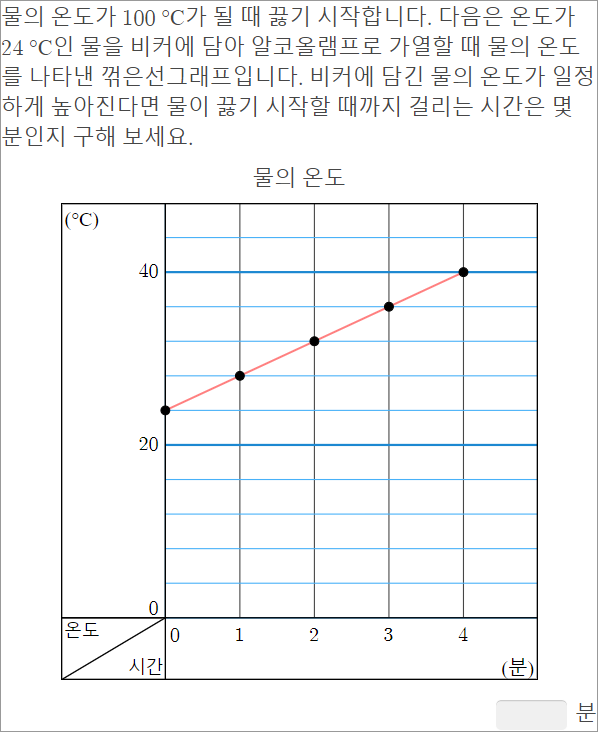 물의 온도가 100 °C가 될 때 끓기 시작합니다. 다음은 온도가
24 °C인 물을 비커에 담아 알코올램프로 가열할 때 물의 온도
를 나타낸 꺾은선그래프입니다. 비커에 담긴 물의 온도가 일정
하게 높아진다면 물이 끓기 시작할 때까지 걸리는 시간은 몇
분인지 구해 보세요.
물의 온도
(°C)
40
20
0
온도
시간
0 1 2 3 4
(분)
분